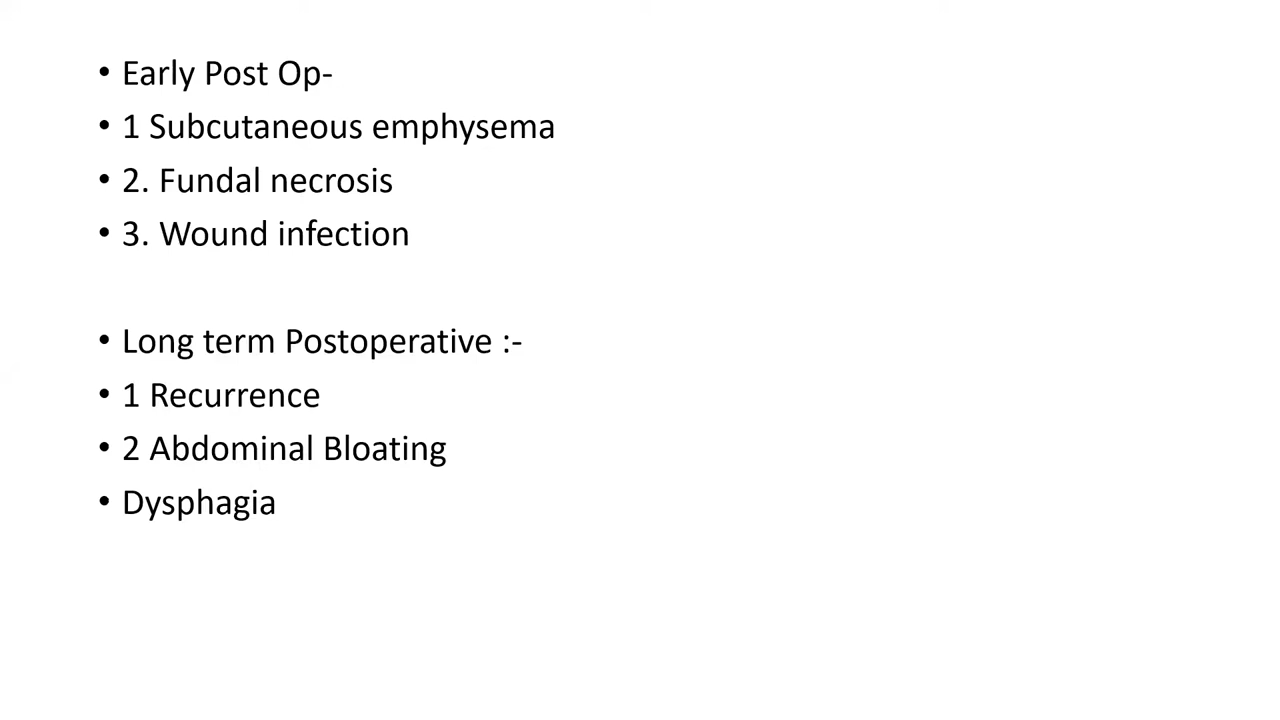 • Early Post Op-
• 1 Subcutaneous emphysema
• 2. Fundal necrosis
• 3. Wound infection
• Long term Postoperative :-
• 1 Recurrence
• 2 Abdominal Bloating
• Dysphagia